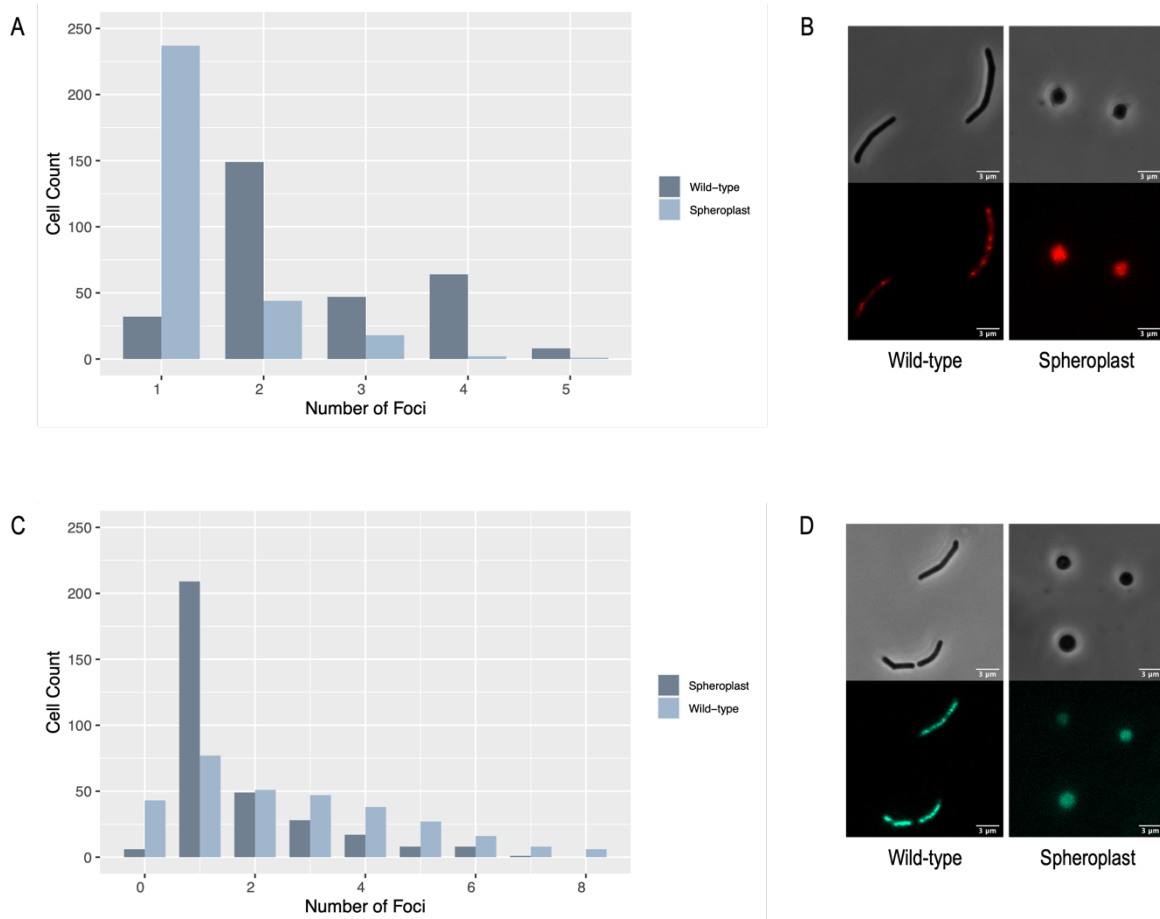 A
250
200
150
100
50
0
Cell Count
1 2 3 4 5
Number of Foci
Wild-type
Spheroplast
B
3 µm
3 µm
3 µm
3 µm
Wild-type
Spheroplast
C
250
200
150
100
50
0
Cell Count
0 2 4 6 8
Number of Foci
Spheroplast
Wild-type
D
3 µm
3 µm
3 µm
3 µm
Wild-type
Spheroplast